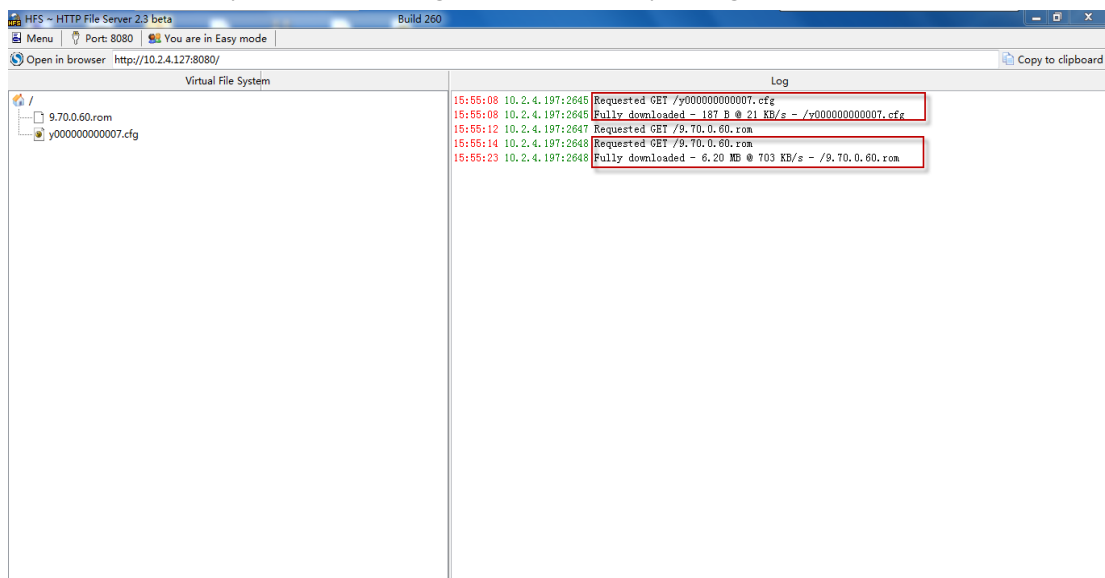 HFS ~ HTTP File Server 2.3 beta Build 260
Menu Port: 8080 You are in Easy mode
Open in browser http://10.2.4.127:8080/ Copy to clipboard
Virtual File System Log
/
9.70.0.60.rom
y000000000007.cfg
15:55:08 10.2.4.197:2645 Requested GET /y000000000007.cfg
15:55:08 10.2.4.197:2645 Fully downloaded - 187 B @ 21 KB/s - /y000000000007.cfg
15:55:12 10.2.4.197:2647 Requested GET /9.70.0.60.rom
15:55:14 10.2.4.197:2648 Requested GET /9.70.0.60.rom
15:55:23 10.2.4.197:2648 Fully downloaded - 6.20 MB @ 703 KB/s - /9.70.0.60.rom